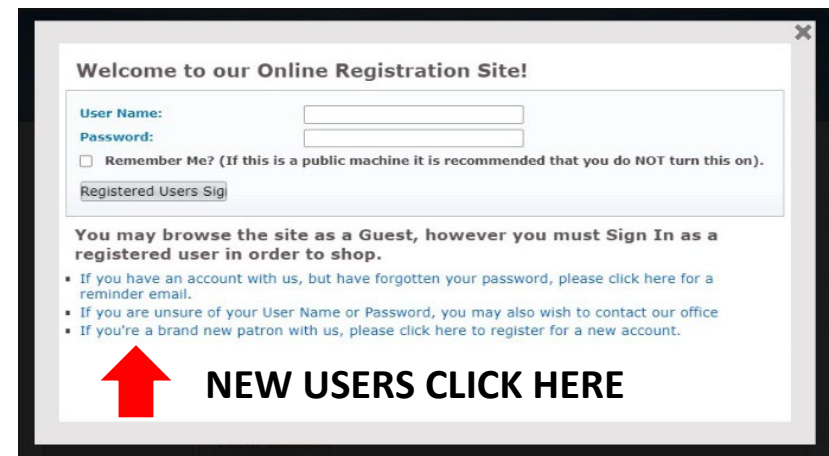 Welcome to our Online Registration Site!
User Name:
Password:
Remember Me? (If this is a public machine it is recommended that you do NOT turn this on).
Registered Users Sig
You may browse the site as a Guest, however you must Sign In as a
registered user in order to shop.
If you have an account with us, but have forgotten your password, please click here for a
reminder email.
If you are unsure of your User Name or Password, you may also wish to contact our office
If you're a brand new patron with us, please click here to register for a new account.
NEW USERS CLICK HERE